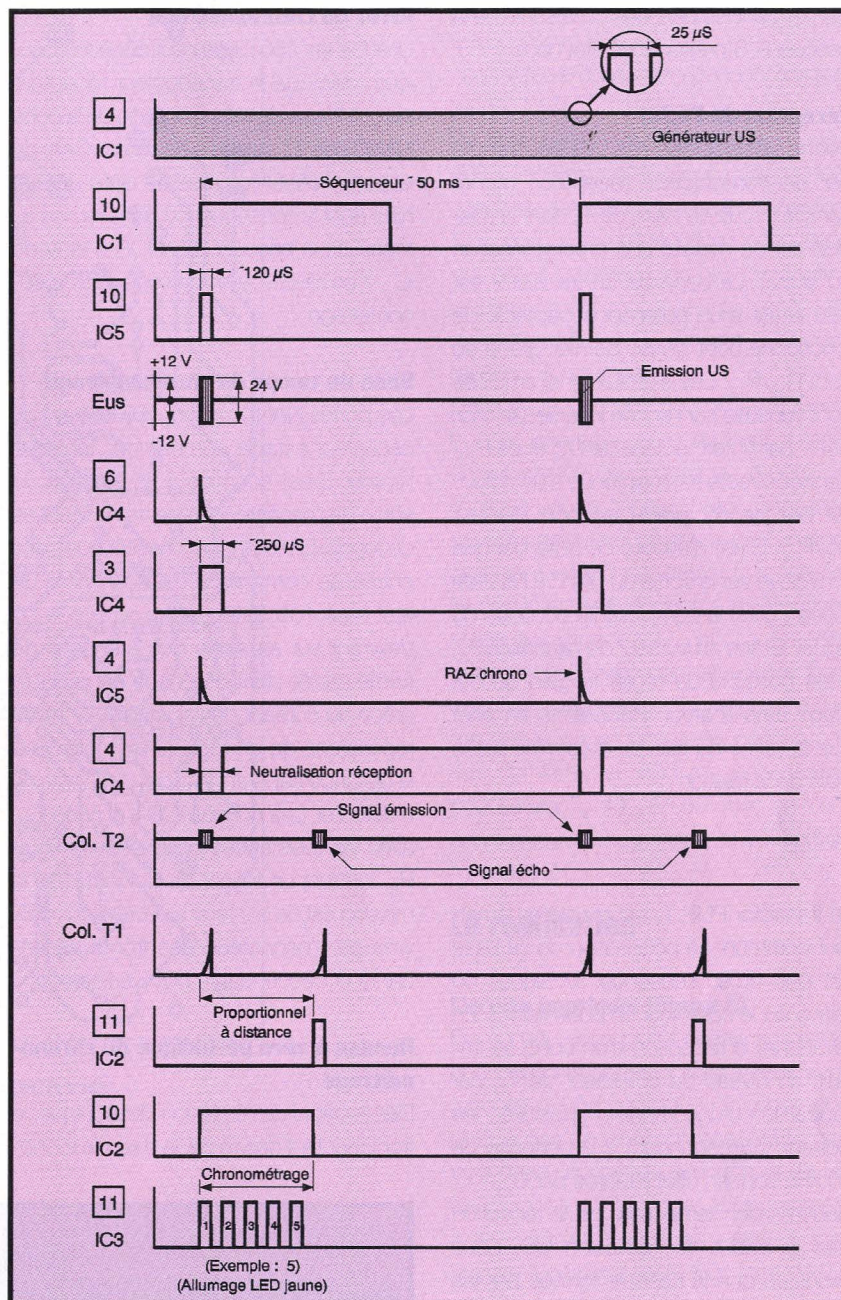 25 µS
4
IC1
Générateur US
Séquenceur ~50 ms
10
IC1
~120 µS
10
IC5
+12 V
24 V
Emission US
Eus
-12 V
6
IC4
~250 µS
3
IC4
4
IC5
RAZ chrono
4
IC4
Neutralisation réception
Signal émission
Col. T2
Signal écho
Col. T1
Proportionnel
à distance
11
IC2
10
IC2
Chronométrage
11
IC3
1 2 3 4 5
(Exemple : 5)
(Allumage LED jaune)